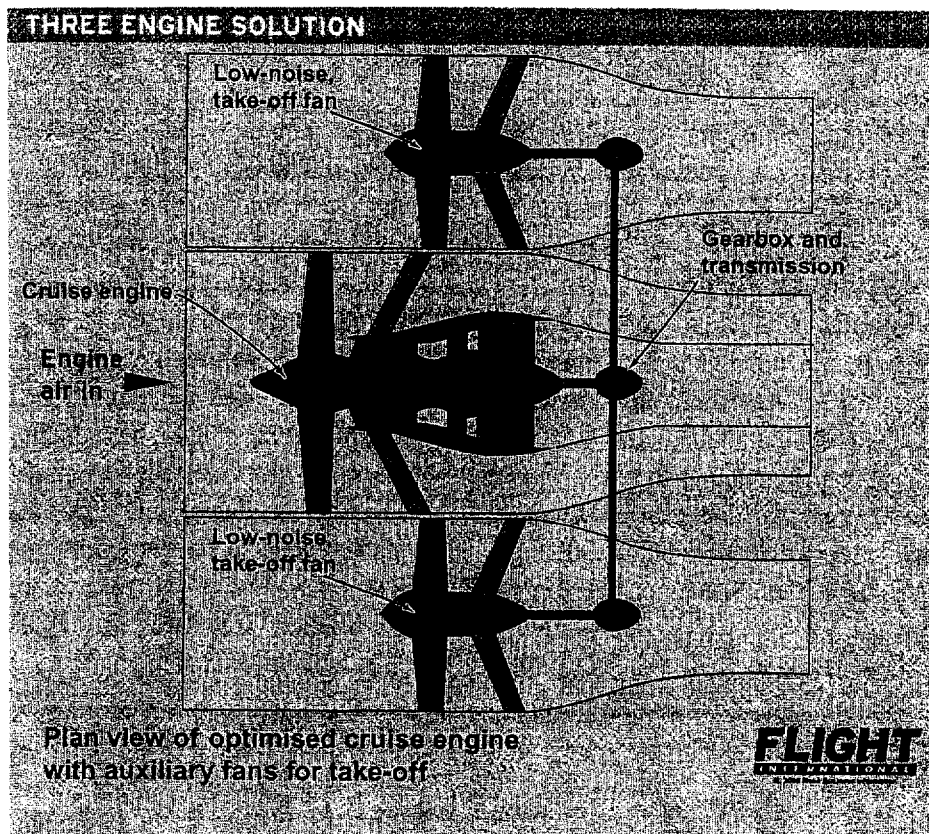 THREE ENGINE SOLUTION
Low-noise,
take-off fan
Gearbox and
transmission
Cruise engine
Engine
air in
Low-noise,
take-off fan
Plan view of optimised cruise engine
with auxiliary fans for take-off
FLIGHT
INTERNATIONAL